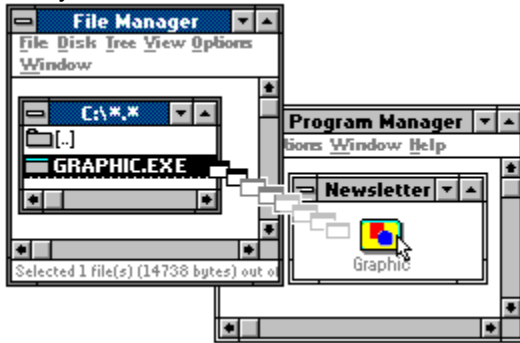 File Manager
File Disk Tree View Options
Window
C:\*.*
[..]
GRAPHIC.EXE
Selected 1 file(s) (14738 bytes) out of
Program Manager
tions Window Help
Newsletter
Graphic